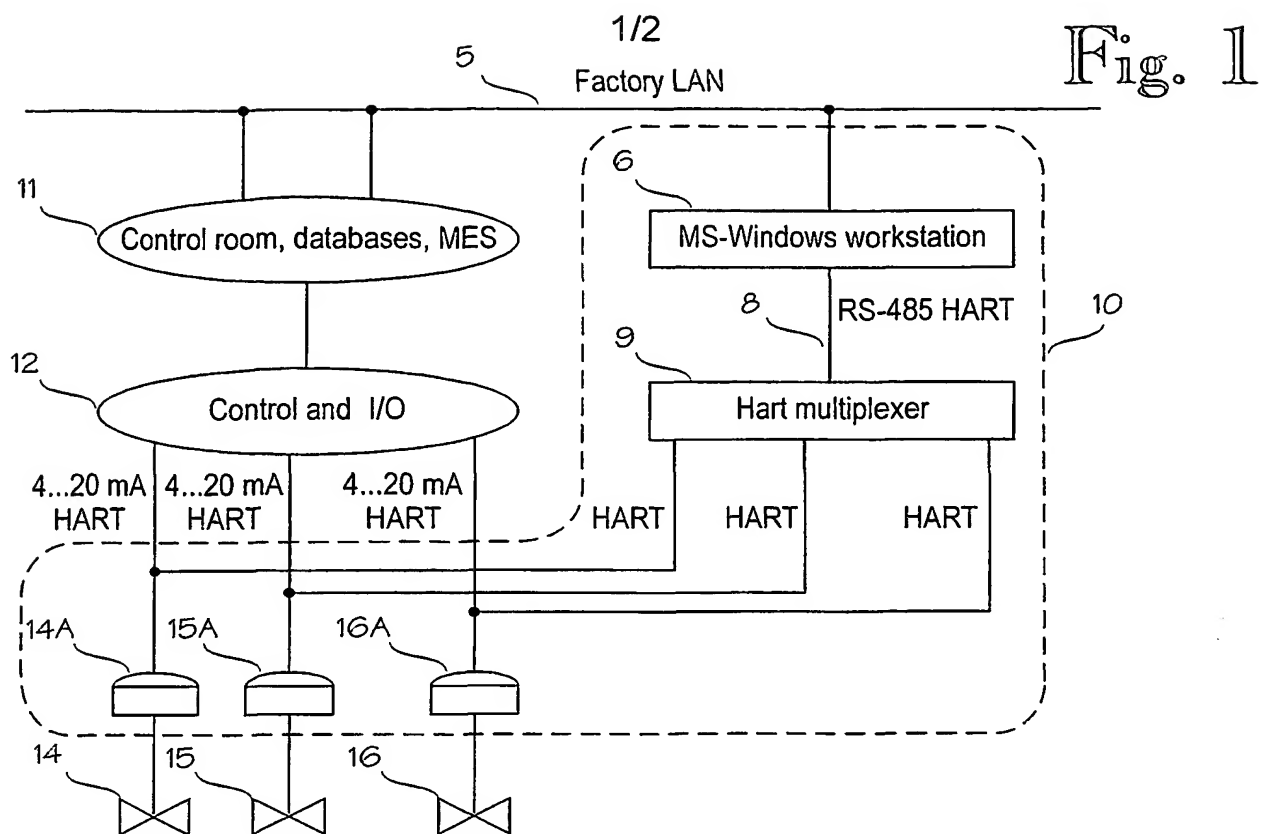 1/2
Fig. 1
5
Factory LAN
6
11
Control room, databases, MES
MS-Windows workstation
8
RS-485 HART
10
9
12
Control and I/O
Hart multiplexer
4...20 mA HART
4...20 mA HART
4...20 mA HART
HART
HART
HART
14A
15A
16A
14
15
16